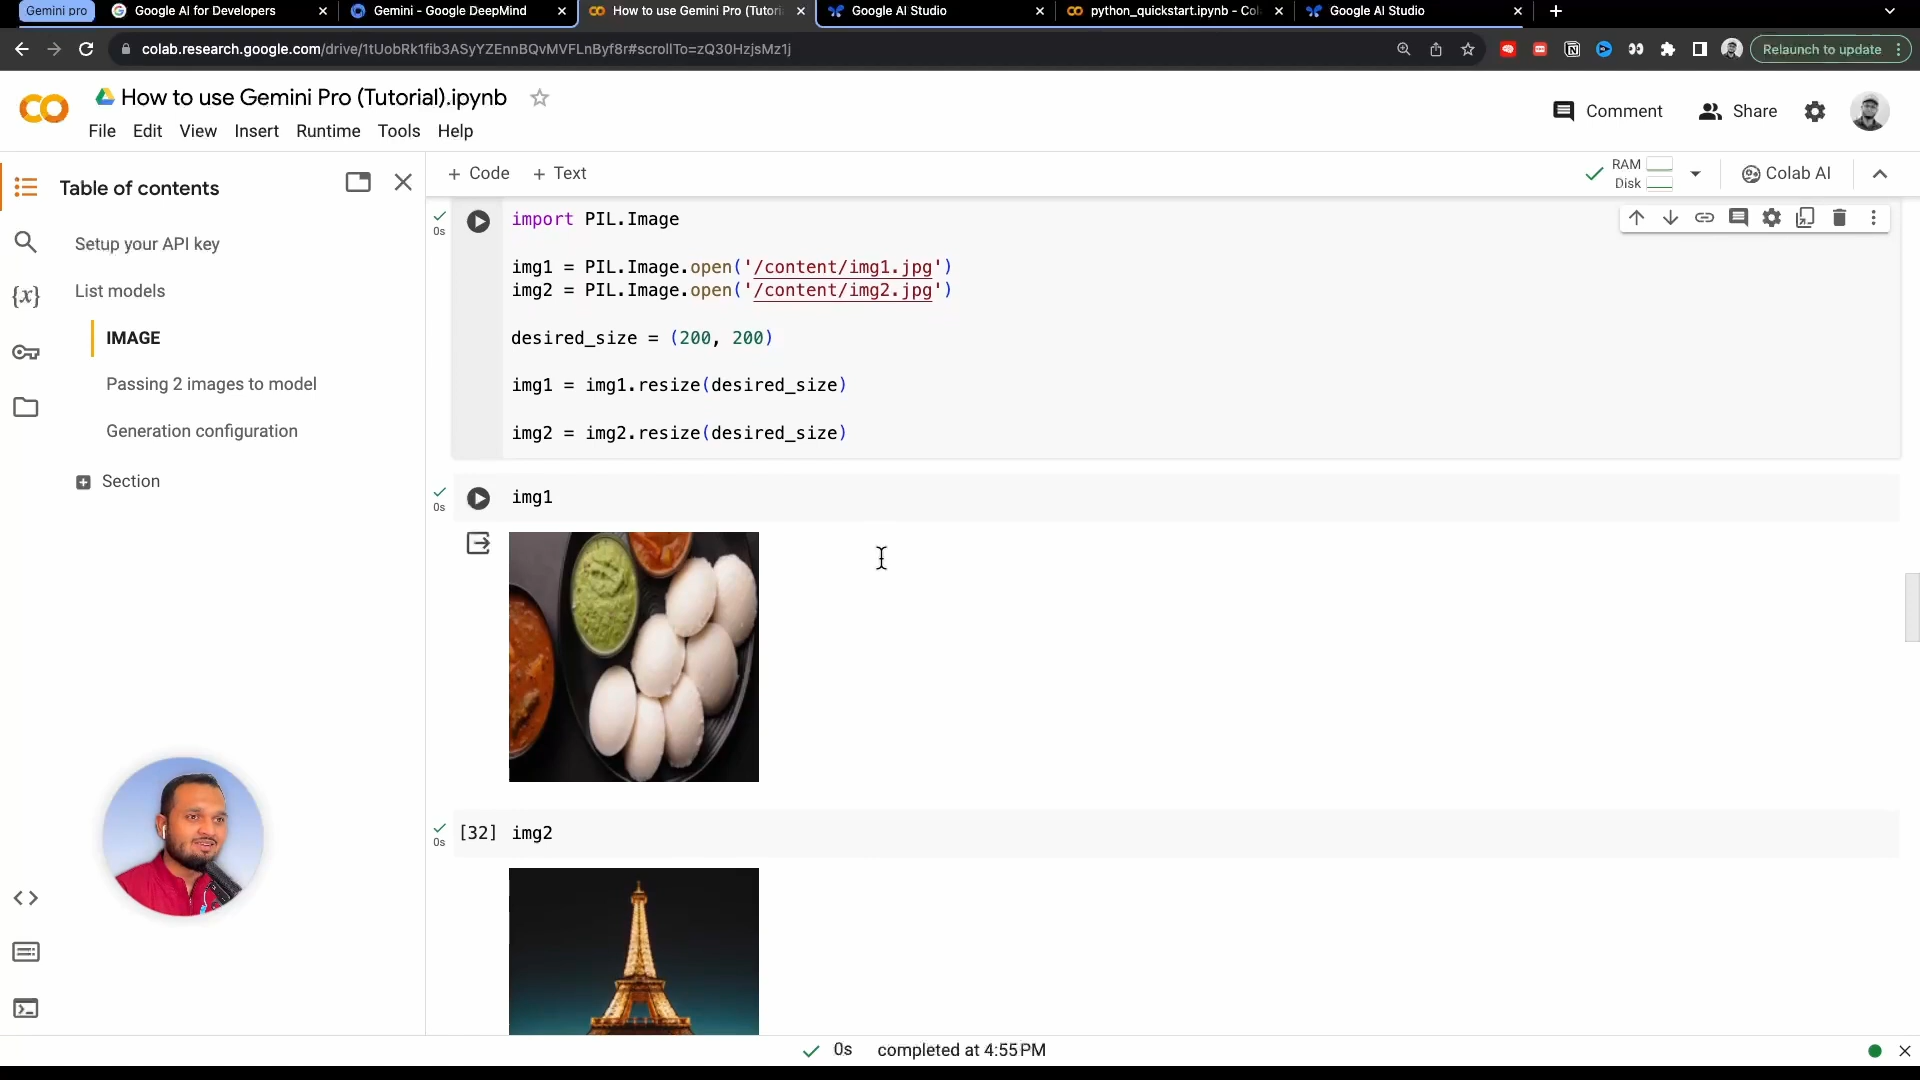 Gemini pro
Google AI for Developers
Gemini - Google DeepMind
How to use Gemini Pro (Tutori
Google AI Studio
python_quickstart.ipynb - Col
Google AI Studio
colab.research.google.com/drive/1tUobRk1fib3ASyYZEnnBQvMVFLnByf8r#scrollTo=zQ30HzjsMz1j
Relaunch to update
How to use Gemini Pro (Tutorial).ipynb
File Edit View Insert Runtime Tools Help
Comment
Share
Table of contents
Setup your API key
List models
IMAGE
Passing 2 images to model
Generation configuration
Section
+ Code + Text
RAM
Disk
Colab AI
0s
import PIL.Image
img1 = PIL.Image.open('/content/img1.jpg')
img2 = PIL.Image.open('/content/img2.jpg')
desired_size = (200, 200)
img1 = img1.resize(desired_size)
img2 = img2.resize(desired_size)
0s
img1
0s
[32] img2
0s completed at 4:55 PM